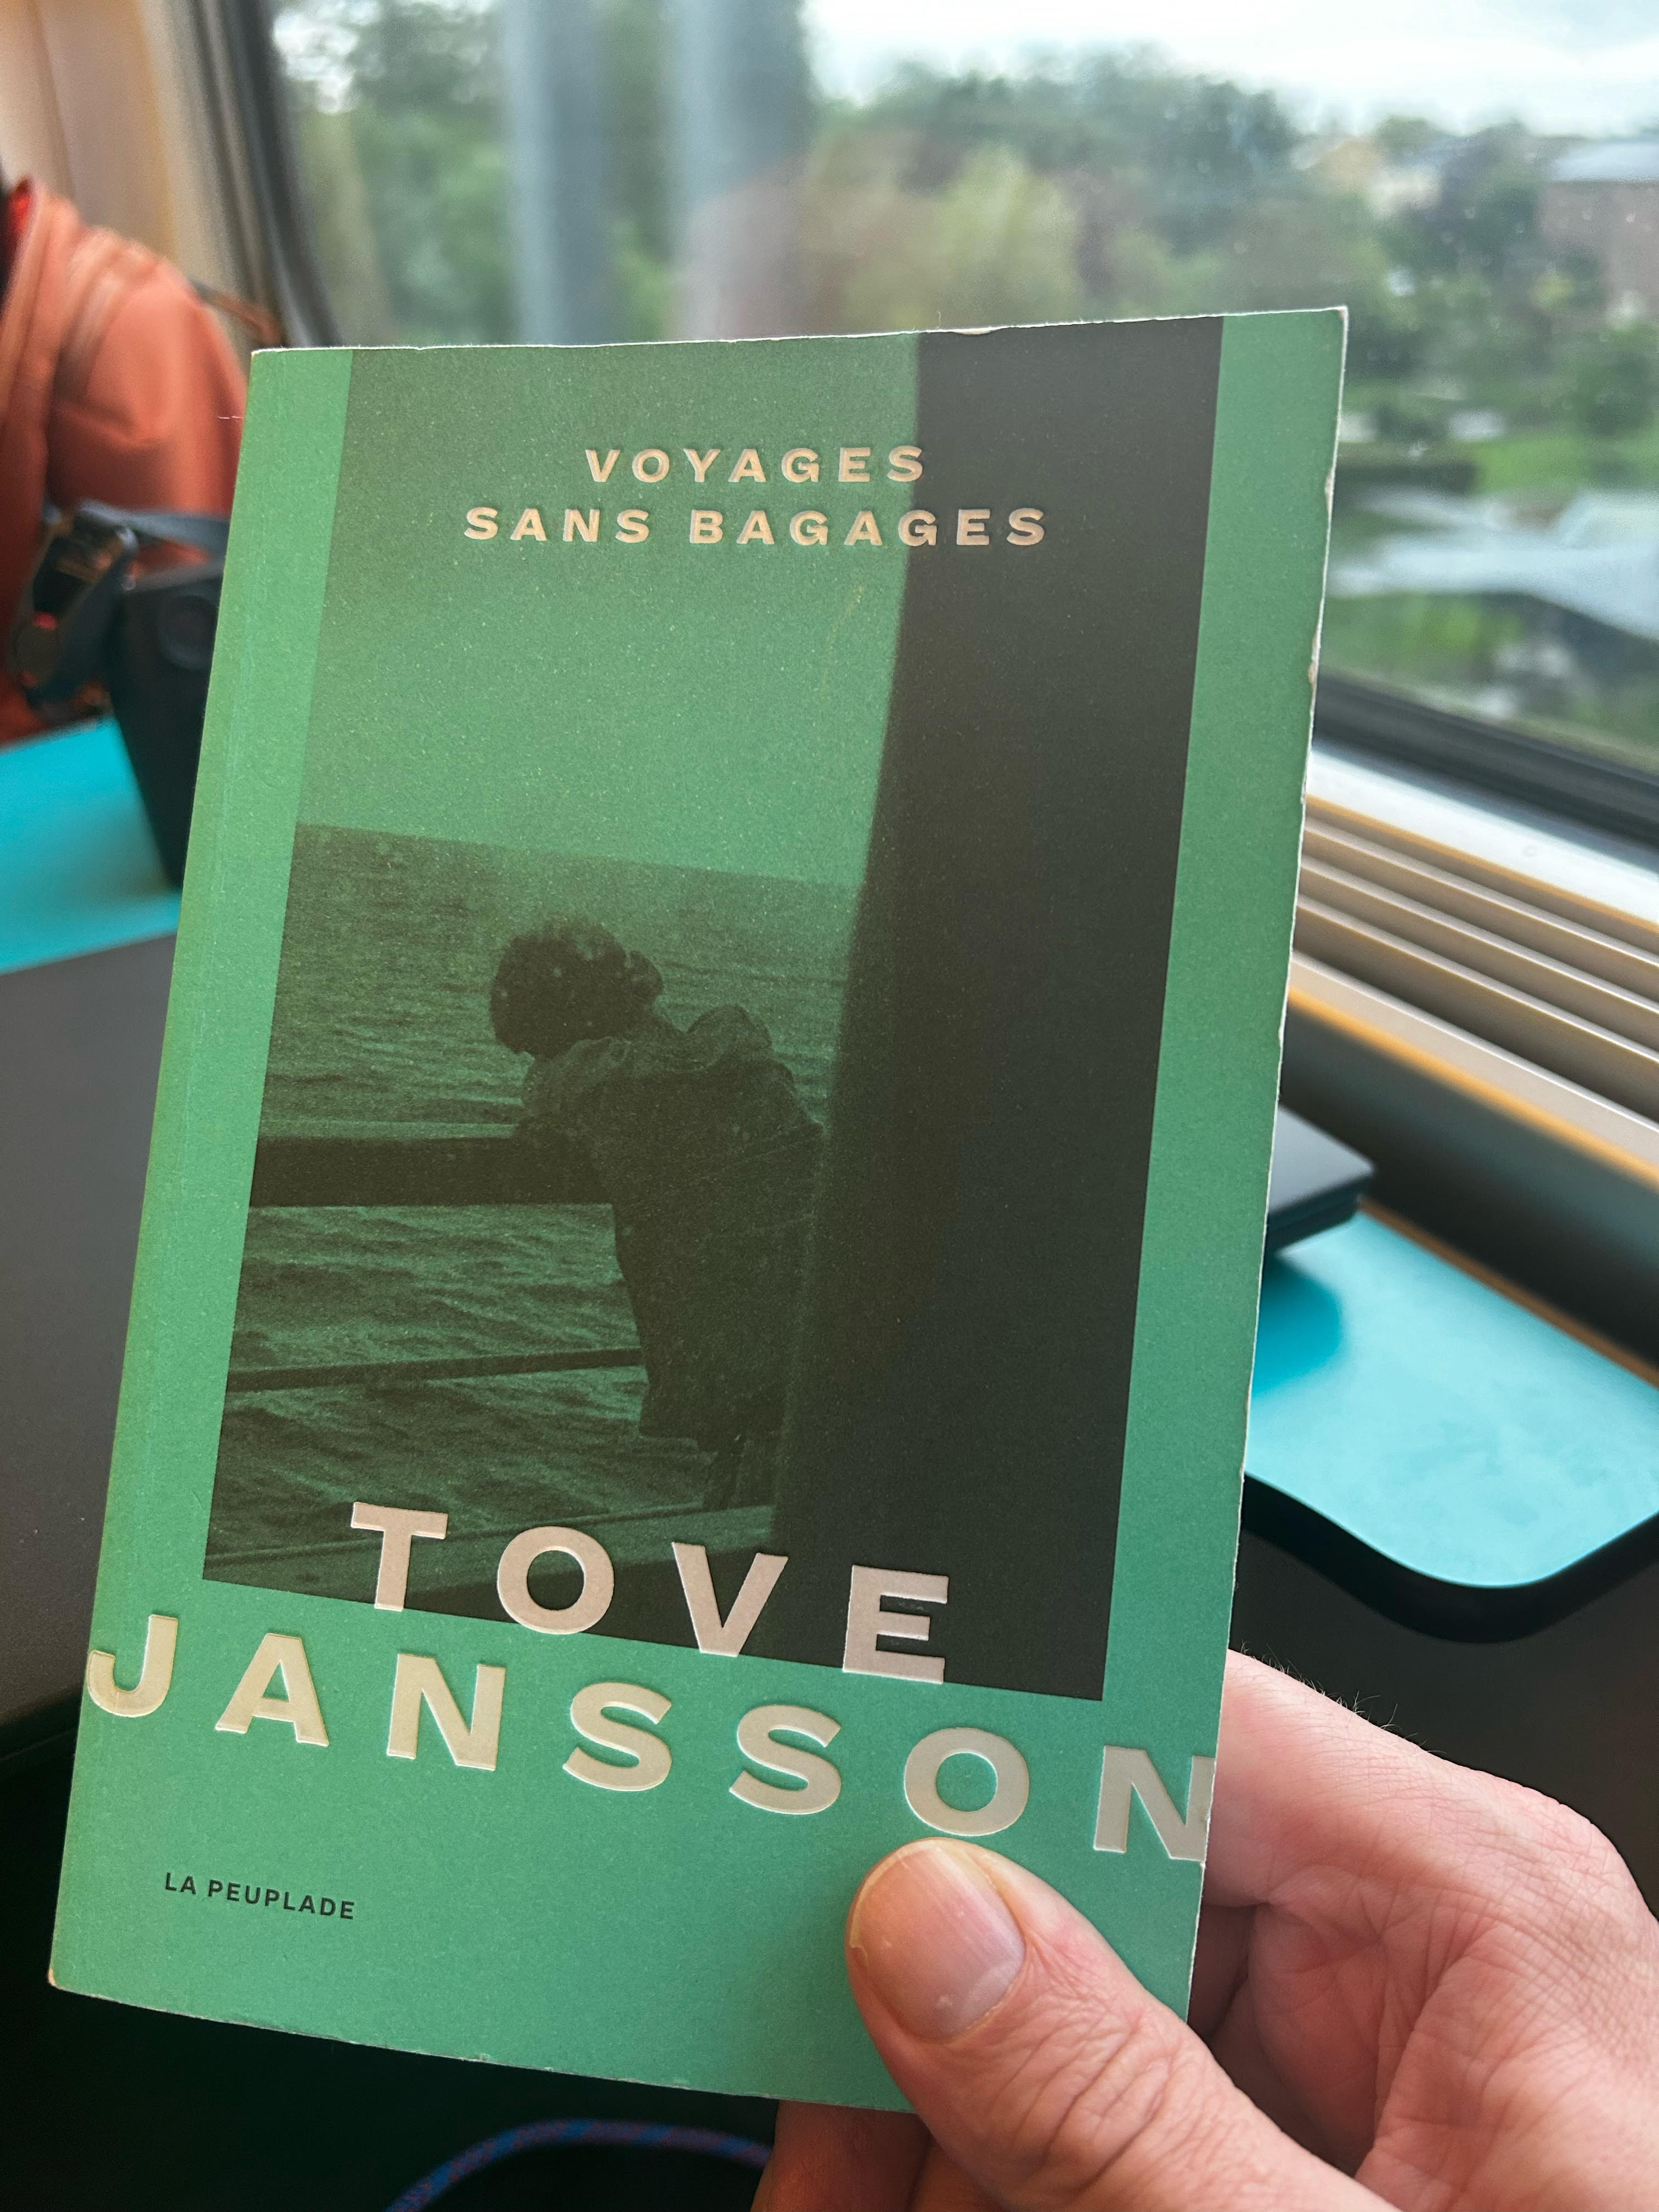 VOYAGES
SANS BAGAGES
TOVE
JANSSON
LA PEUPLADE